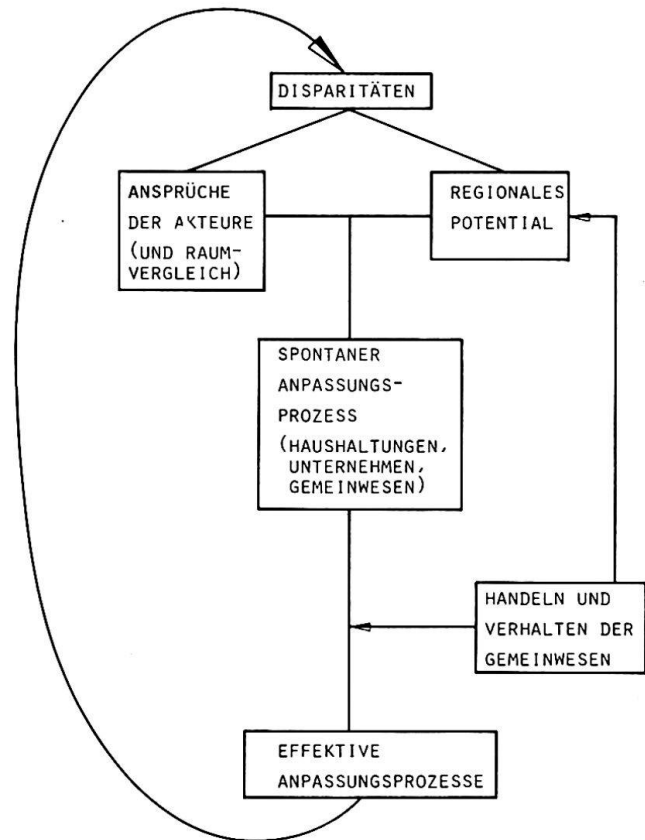 DISPARITÄTEN
ANSPRÜCHE
DER AKTEURE
(UND RAUM-
VERGLEICH)
REGIONALES
POTENTIAL
SPONTANER
ANPASSUNGS-
PROZESS
(HAUSHALTUNGEN,
UNTERNEHMEN,
GEMEINWESEN)
HANDELN UND
VERHALTEN DER
GEMEINWESEN
EFFEKTIVE
ANPASSUNGSPROZESSE